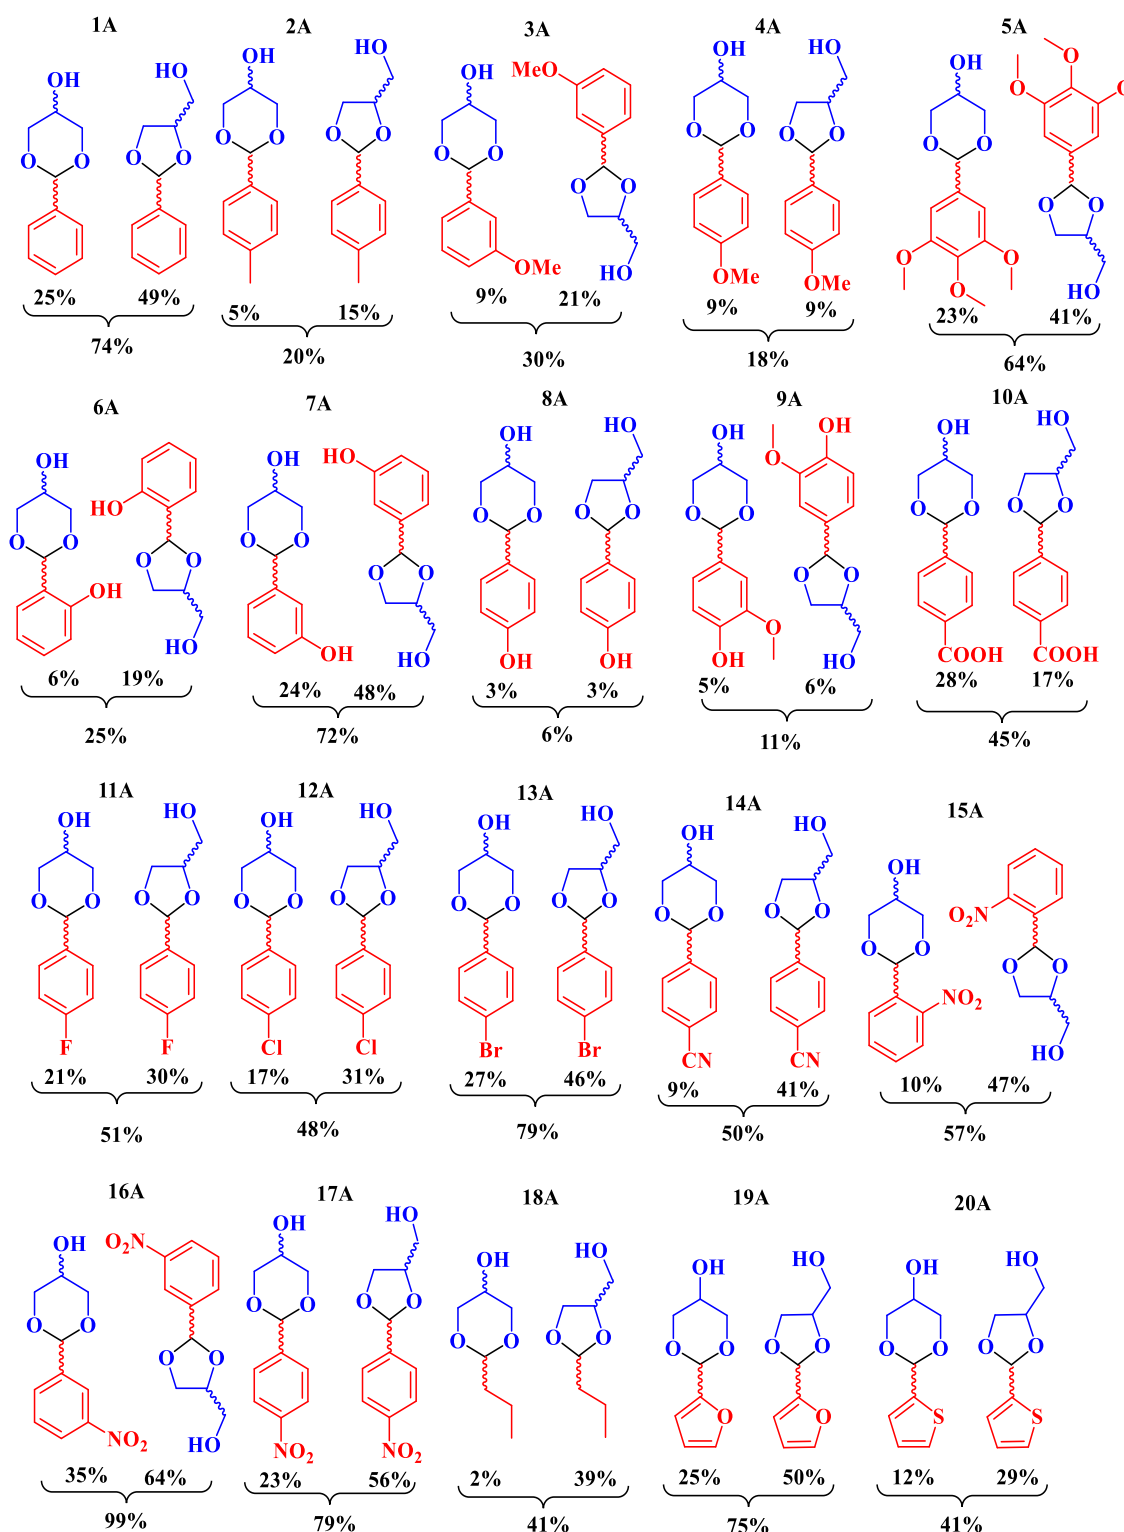 1A
2A
3A
4A
5A
OH
HO
O O
O O
25%
49%
74%
OH
HO
O O
O O
5%
15%
20%
OH
MeO
O O
O O
OMe
HO
9%
21%
30%
OH
HO
O O
O O
OMe
OMe
9%
9%
18%
OH
O
O
O
O O
O O
O
O
O
HO
23%
41%
64%
6A
7A
8A
9A
10A
OH
HO
O O
O O
OH
HO
6%
19%
25%
OH
HO
O O
O O
OH
HO
24%
48%
72%
OH
HO
O O
O O
OH
OH
3%
3%
6%
OH
O
OH
O O
O O
O
OH
HO
5%
6%
11%
OH
HO
O O
O O
COOH
COOH
28%
17%
45%
11A
12A
13A
14A
15A
OH
HO
O O
O O
F
F
21%
30%
51%
OH
HO
O O
O O
Cl
Cl
17%
31%
48%
OH
HO
O O
O O
Br
Br
27%
46%
79%
OH
HO
O O
O O
CN
CN
9%
41%
50%
OH
O₂N
O O
O O
NO₂
HO
10%
47%
57%
16A
17A
18A
19A
20A
OH
O₂N
O O
O O
NO₂
HO
35%
64%
99%
OH
HO
O O
O O
NO₂
NO₂
23%
56%
79%
OH
HO
O O
O O
2%
39%
41%
OH
HO
O O
O O
O
O
25%
50%
75%
OH
HO
O O
O O
S
S
12%
29%
41%